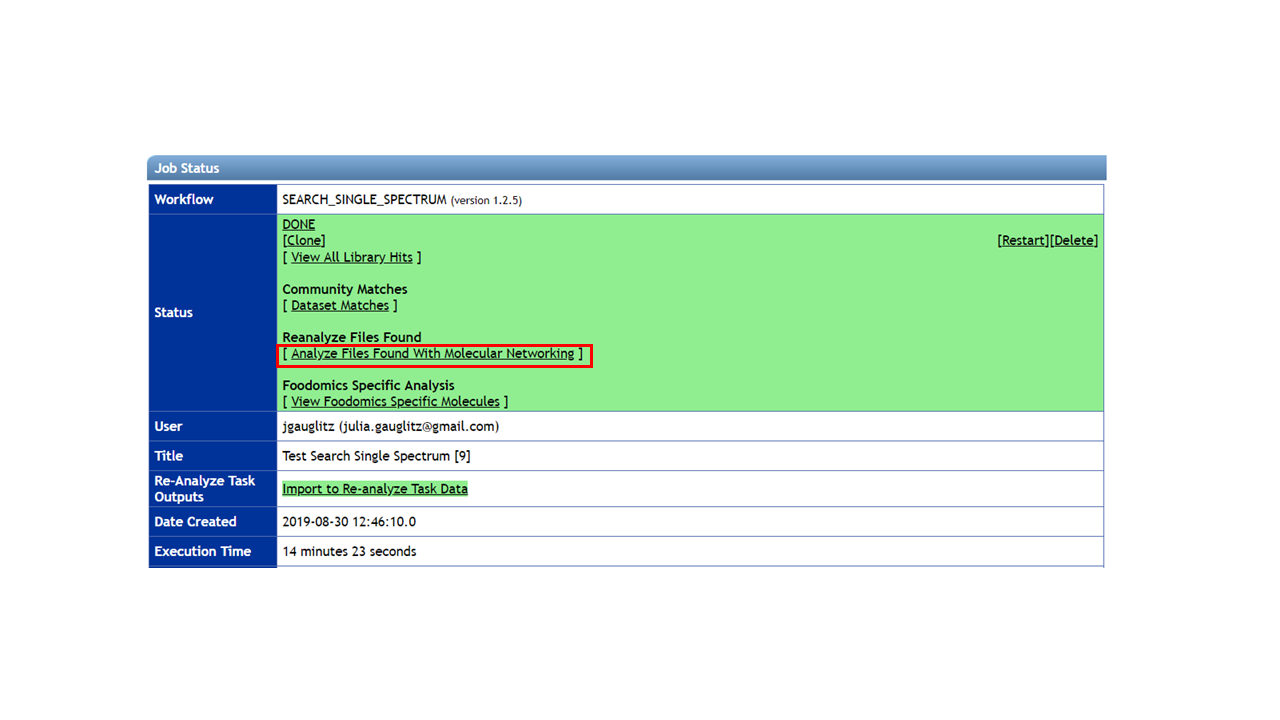 Job Status
Workflow
SEARCH_SINGLE_SPECTRUM (version 1.2.5)
Status
DONE
[Clone]
[Restart][Delete]
[ View All Library Hits ]
Community Matches
[ Dataset Matches ]
Reanalyze Files Found
[ Analyze Files Found With Molecular Networking ]
Foodomics Specific Analysis
[ View Foodomics Specific Molecules ]
User
jgauglitz (julia.gauglitz@gmail.com)
Title
Test Search Single Spectrum [9]
Re-Analyze Task
Outputs
Import to Re-analyze Task Data
Date Created
2019-08-30 12:46:10.0
Execution Time
14 minutes 23 seconds